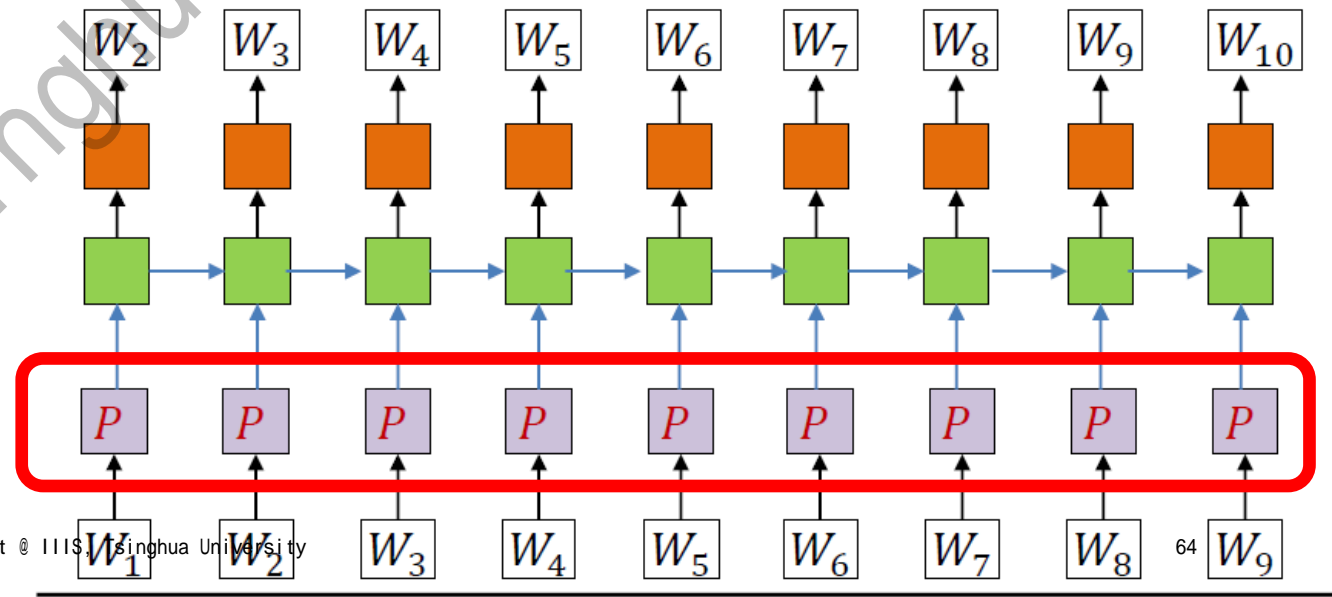 W₂ W₃ W₄ W₅ W₆ W₇ W₈ W₉ W₁₀
P P P P P P P P P
W₁ W₂ W₃ W₄ W₅ W₆ W₇ W₈ W₉
t @ IIIS, Tsinghua University
64